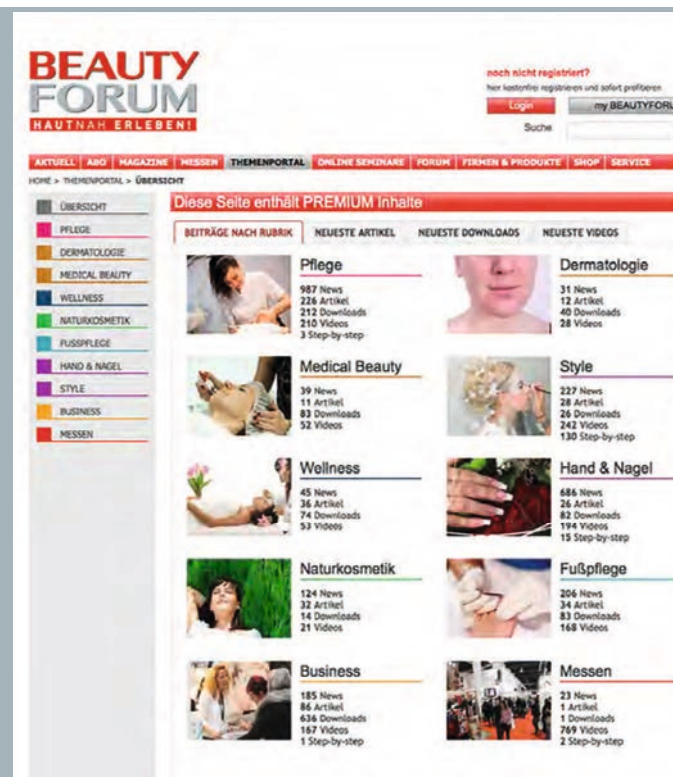 BEAUTY
FORUM
HAUTNAH ERLEBEN!
noch nicht registriert?
hier kostenfrei registrieren und sofort profitieren
Login
my BEAUTYFORU
Suche
AKTUELL ABO MAGAZINE MESSEN THEMENPORTAL ONLINE SEMINARE FORUM FIRMEN & PRODUKTE SHOP SERVICE
HOME > THEMENPORTAL > ÜBERSICHT
ÜBERSICHT
PFLEGE
DERMATOLOGIE
MEDICAL BEAUTY
WELLNESS
NATURKOSMETIK
FUSSPFLEGE
HAND & NAGEL
STYLE
BUSINESS
MESSEN
Diese Seite enthält PREMIUM Inhalte
BEITRÄGE NACH RUBRIK NEUESTE ARTIKEL NEUESTE DOWNLOADS NEUESTE VIDEOS
Pflege
987 News
226 Artikel
212 Downloads
210 Videos
3 Step-by-step
Dermatologie
31 News
12 Artikel
40 Downloads
28 Videos
Medical Beauty
39 News
11 Artikel
83 Downloads
52 Videos
Style
227 News
28 Artikel
26 Downloads
242 Videos
130 Step-by-step
Wellness
45 News
36 Artikel
74 Downloads
53 Videos
Hand & Nagel
686 News
26 Artikel
82 Downloads
194 Videos
15 Step-by-step
Naturkosmetik
124 News
32 Artikel
14 Downloads
21 Videos
Fußpflege
206 News
34 Artikel
83 Downloads
168 Videos
Business
185 News
86 Artikel
636 Downloads
167 Videos
1 Step-by-step
Messen
23 News
1 Artikel
1 Downloads
769 Videos
2 Step-by-step